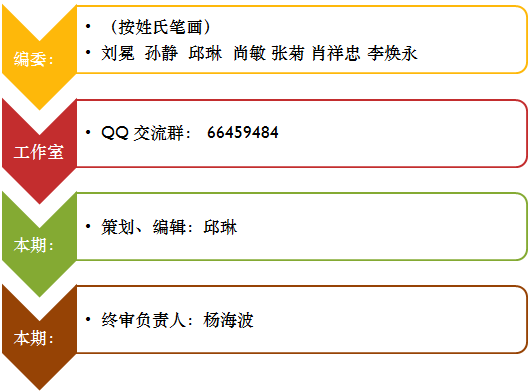 编委：
（按姓氏笔画）
刘冕 孙静 邱琳 尚敏 张菊 肖祥忠 李焕永
工作室
QQ 交流群： 66459484
本期：
策划、编辑：邱琳
本期：
终审负责人：杨海波